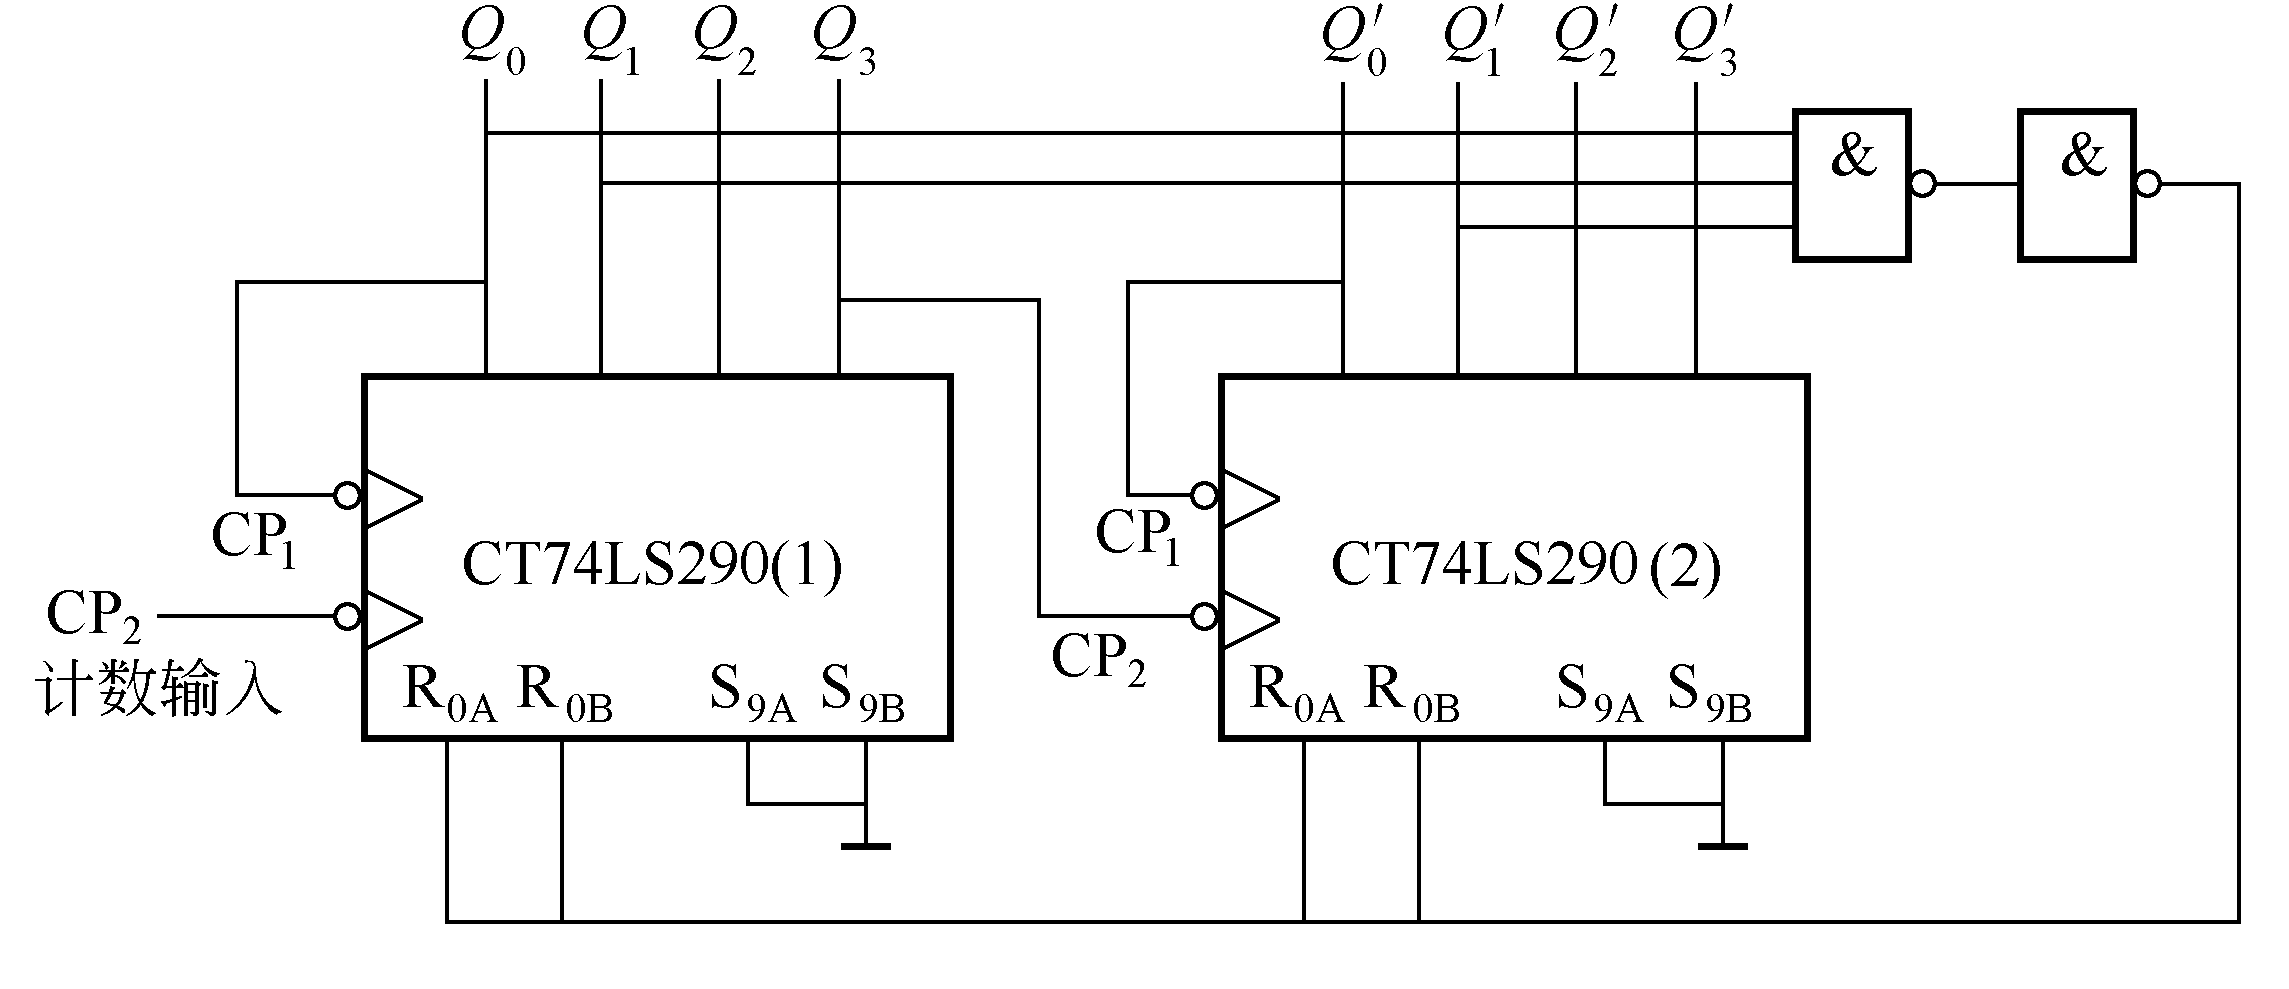 Q0 Q1 Q2 Q3 Q′0 Q′1 Q′2 Q′3
& &
CP1 CP1
CT74LS290(1) CT74LS290(2)
CP2 CP2
计数输入
R0A R0B S9A S9B R0A R0B S9A S9B